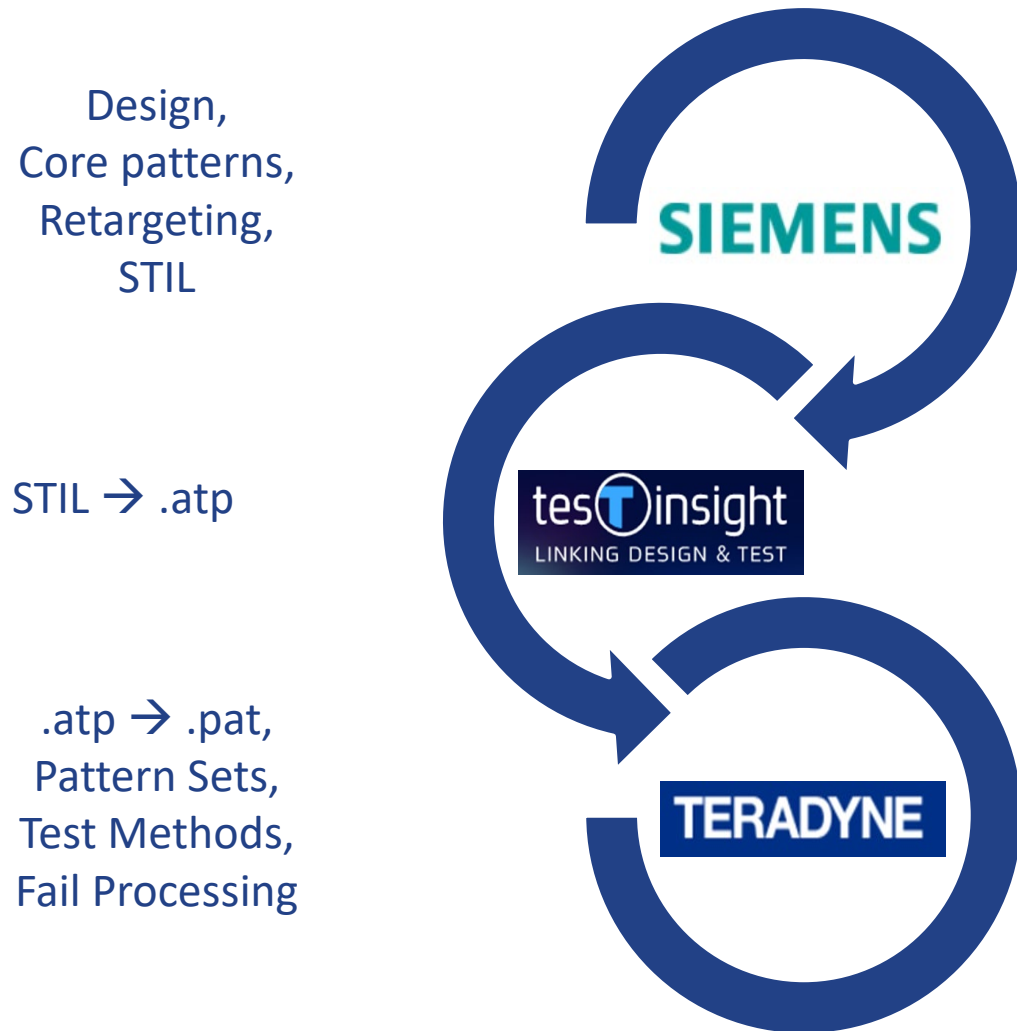 Design,
Core patterns,
Retargeting,
STIL
SIEMENS
STIL → .atp
tesTinsight
LINKING DESIGN & TEST
.atp → .pat,
Pattern Sets,
Test Methods,
Fail Processing
TERADYNE